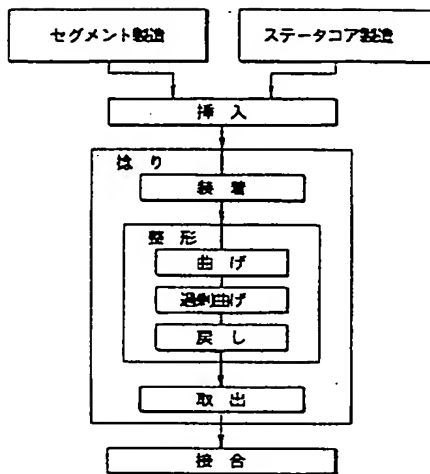 セグメント製造
ステータコア製造
挿入
捻り
装着
整形
曲げ
過剰曲げ
戻し
取出
接合